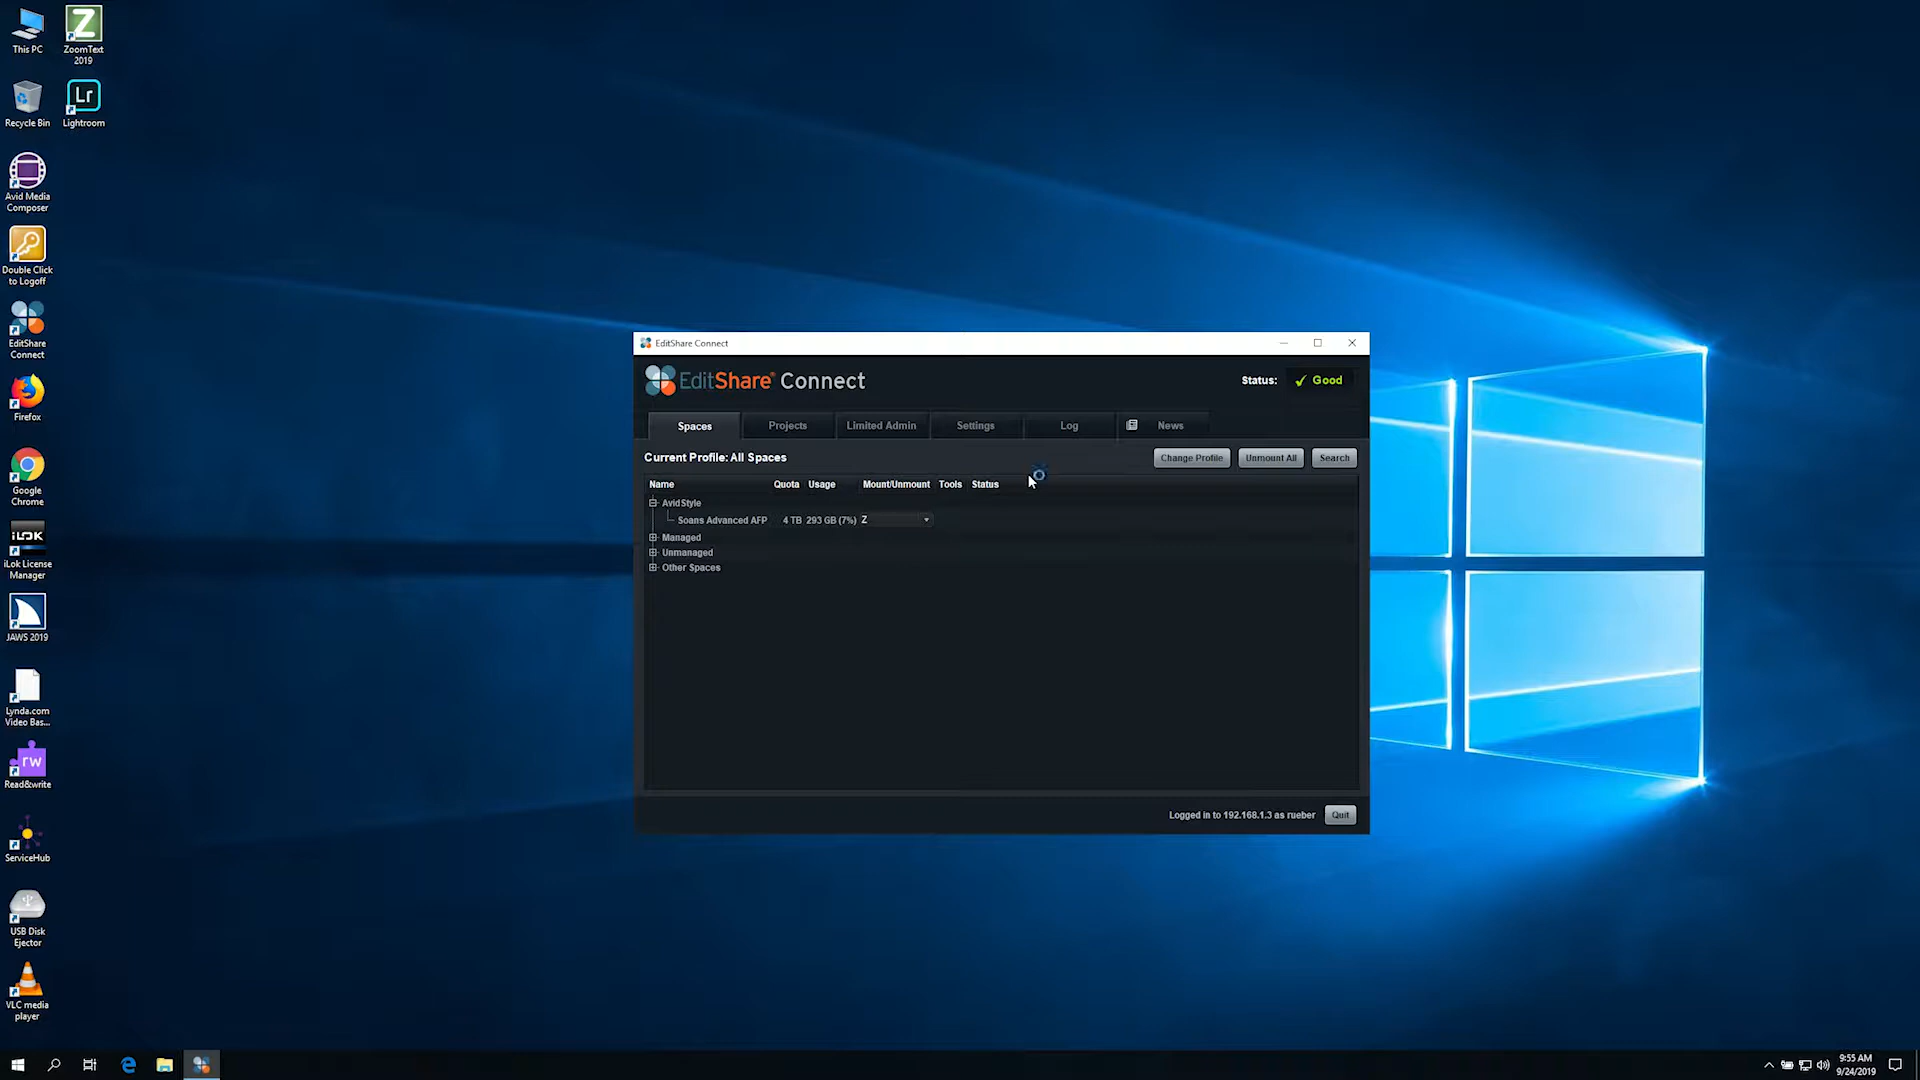 This PC
ZoomText
2019
Recycle Bin
Lr
Lightroom
Avid Media
Composer
Double Click
to Logoff
EditShare
Connect
Firefox
Google
Chrome
iLOK
iLok License
Manager
JAWS 2019
Lynda.com
Video Bas...
rw
Read&write
ServiceHub
USB Disk
Ejector
VLC media
player
EditShare Connect
EditShare® Connect
Status: ✓ Good
Spaces Projects Limited Admin Settings Log News
Current Profile: All Spaces
Change Profile Unmount All Search
Name Quota Usage Mount/Unmount Tools Status
AvidStyle
Soans Advanced AFP 4 TB 293 GB (7%) Z
Managed
Unmanaged
Other Spaces
Logged in to 192.168.1.3 as rueber Quit
9:55 AM
9/24/2019